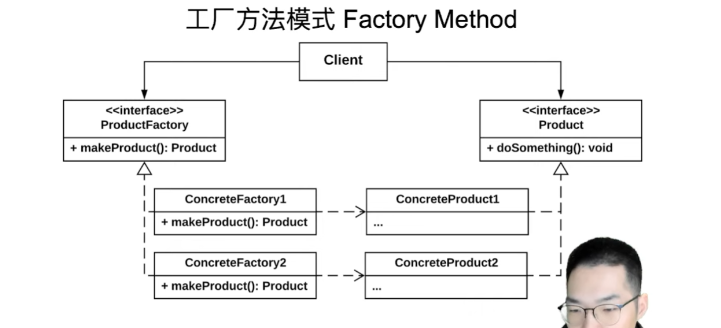 工厂方法模式 Factory Method
Client
<<interface>>
ProductFactory
+ makeProduct(): Product
<<interface>>
Product
+ doSomething(): void
ConcreteFactory1
+ makeProduct(): Product
ConcreteProduct1
...
ConcreteFactory2
+ makeProduct(): Product
ConcreteProduct2
...